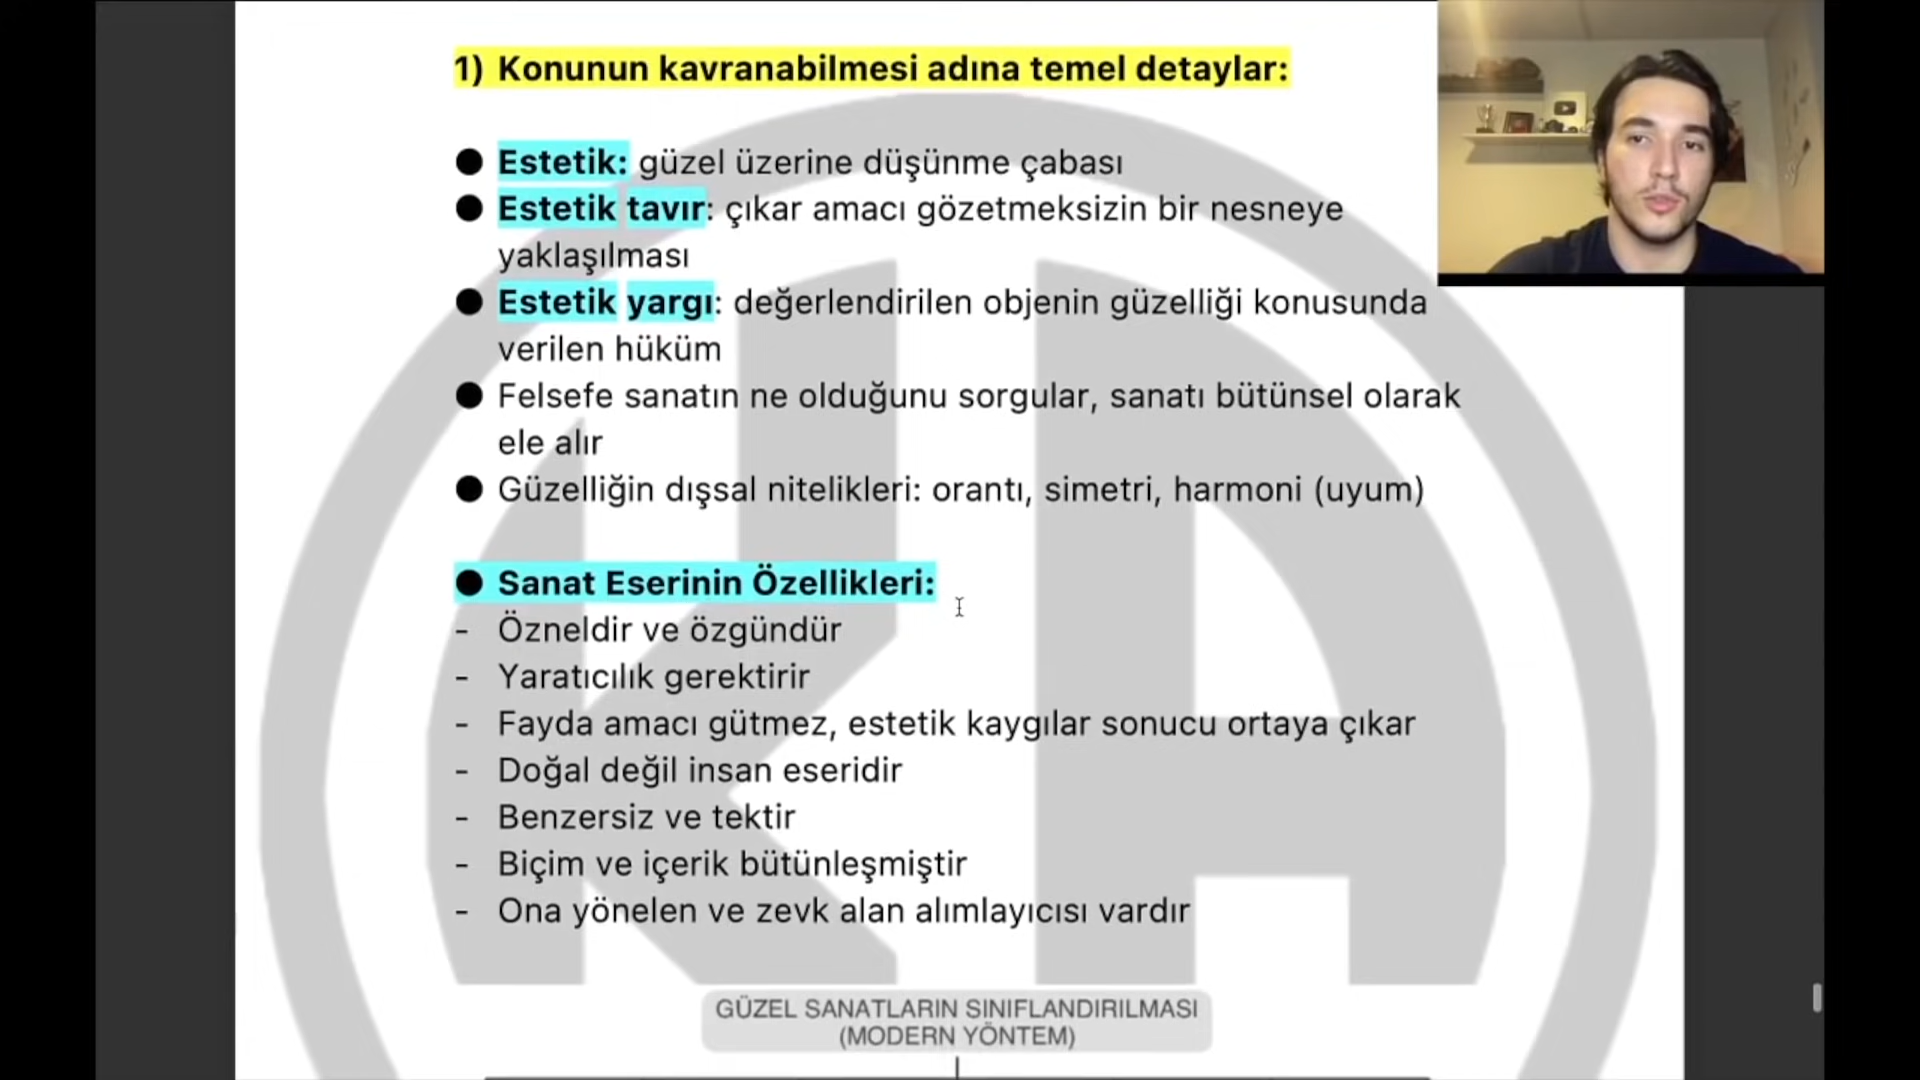 1) Konunun kavranabilmesi adına temel detaylar:
● Estetik: güzel üzerine düşünme çabası
● Estetik tavır: çıkar amacı gözetmeksizin bir nesneye
yaklaşılması
● Estetik yargı: değerlendirilen objenin güzelliği konusunda
verilen hüküm
● Felsefe sanatın ne olduğunu sorgular, sanatı bütünsel olarak
ele alır
● Güzelliğin dışsal nitelikleri: orantı, simetri, harmoni (uyum)
● Sanat Eserinin Özellikleri:
- Özneldir ve özgündür
- Yaratıcılık gerektirir
- Fayda amacı gütmez, estetik kaygılar sonucu ortaya çıkar
- Doğal değil insan eseridir
- Benzersiz ve tektir
- Biçim ve içerik bütünleşmiştir
- Ona yönelen ve zevk alan alımlayıcısı vardır
GÜZEL SANATLARIN SINIFLANDIRILMASI
(MODERN YÖNTEM)